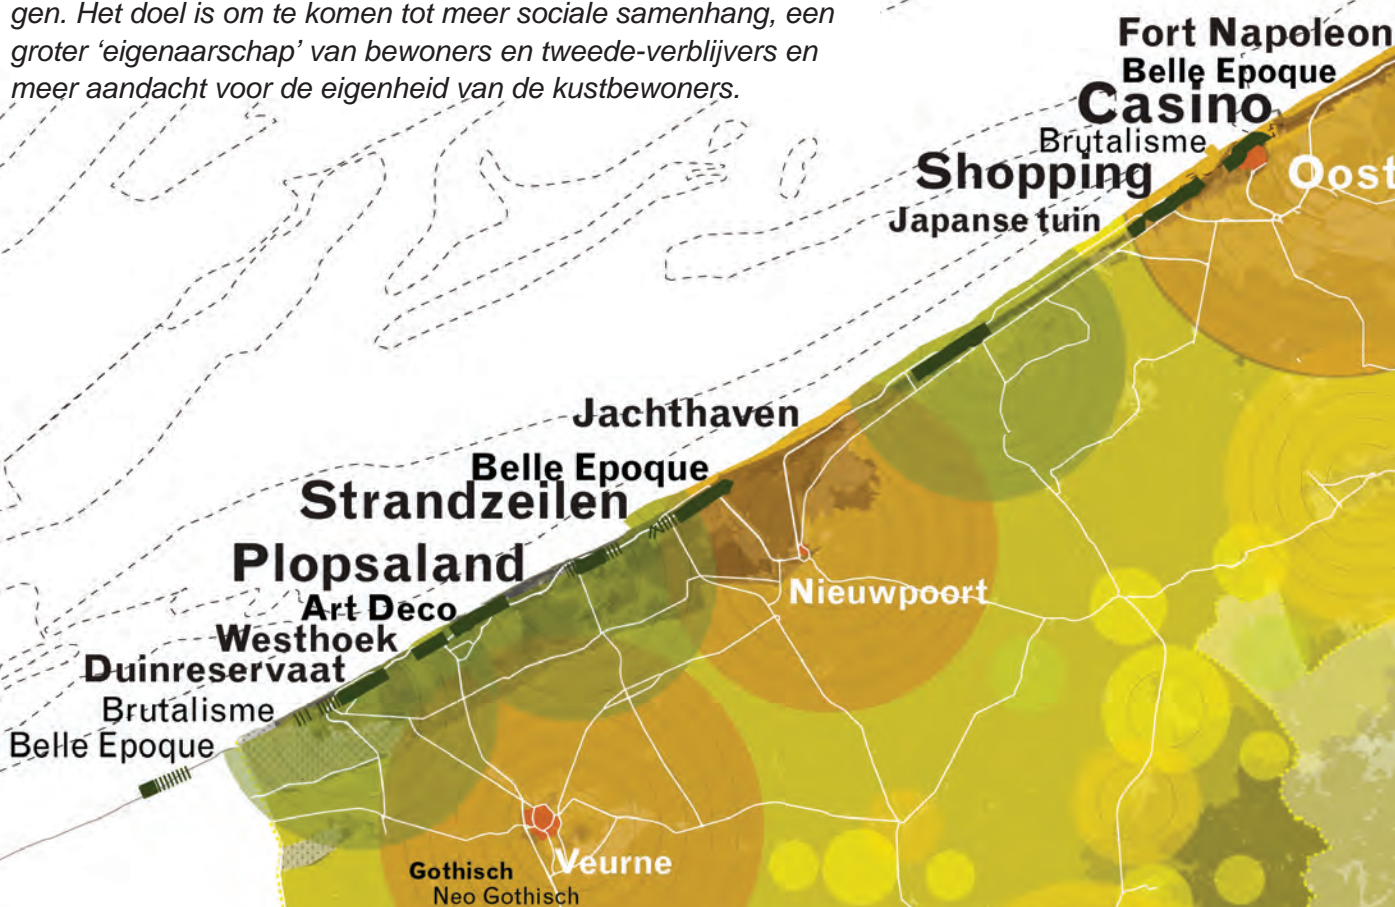 gen. Het doel is om te komen tot meer sociale samenhang, een
groter ‘eigenaarschap’ van bewoners en tweede-verblijvers en
meer aandacht voor de eigenheid van de kustbewoners.
Fort Napoleon
Belle Epoque
Casino
Brutalisme
Shopping
Oost
Japanse tuin
Jachthaven
Belle Epoque
Strandzeilen
Plopsaland
Nieuwpoort
Art Deco
Westhoek
Duinreservaat
Brutalisme
Belle Epoque
Veurne
Gothisch
Neo Gothisch